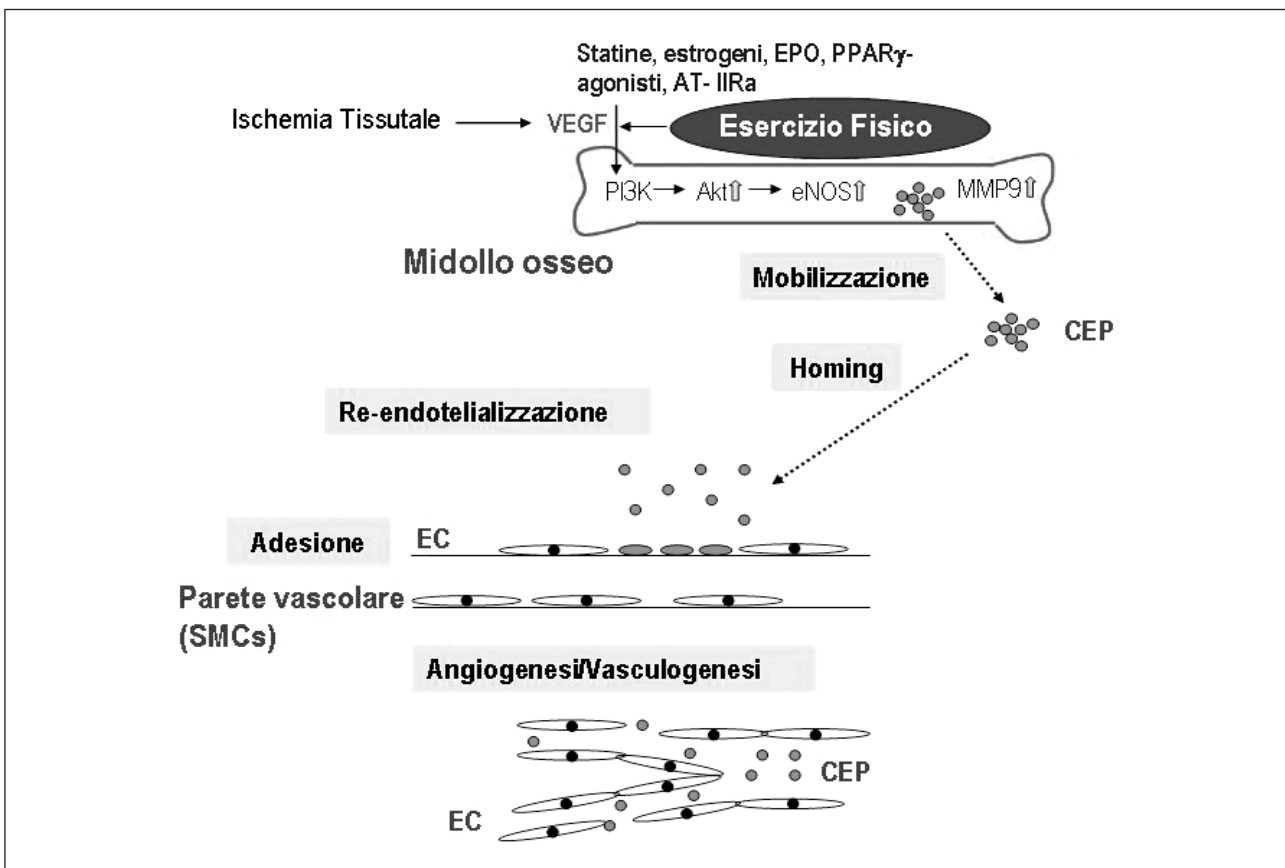 Statine, estrogeni, EPO, PPARγ-
agonisti, AT- IIRa
Ischemia Tissutale
VEGF
Esercizio Fisico
PI3K
Akt⇧
eNOS⇧
MMP9⇧
Midollo osseo
Mobilizzazione
CEP
Homing
Re-endotelializzazione
Adesione
EC
Parete vascolare
(SMCs)
Angiogenesi/Vasculogenesi
CEP
EC